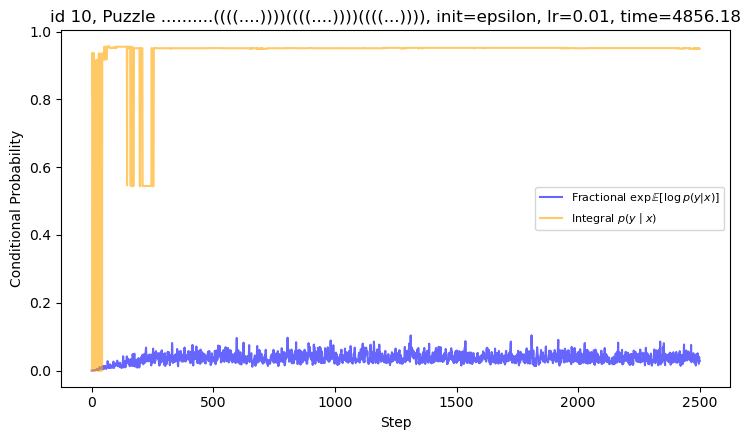 id 10, Puzzle ..........((((....))))((((....))))((((...)))), init=epsilon, lr=0.01, time=4856.18
1.0
0.8
0.6
0.4
0.2
0.0
Conditional Probability
Fractional exp𝔼[log p(y|x)]
Integral p(y | x)
0
500
1000
1500
2000
2500
Step